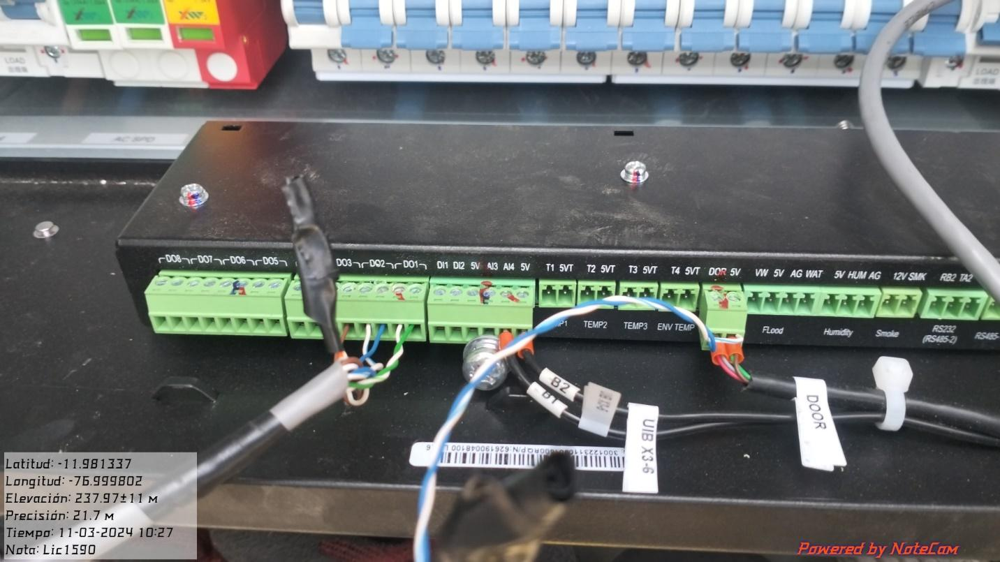 LOAD
AC SPD
LOAD
DO8 DO7 DO6 DO5 DO3 DO2 DO1 DI1 DI2 5V AI3 AI4 5V T1 5VT T2 5VT T3 5VT T4 5VT DOR 5V VW 5V AG WAT 5V HUM AG 12V SMK RB2 TA2
TEMP2 TEMP3 ENV TEMP FLood Humidity Smoke RS232
(RS485-2) RS485-
B2
B1
DOOR
UIB X3-6
Latitud: -11.981337
Longitud: -76.999802
Elevación: 237.97±11 m
Precisión: 21.7 m
Tiempo: 11-03-2024 10:27
Nota: Lic1590
Powered by NoteCam